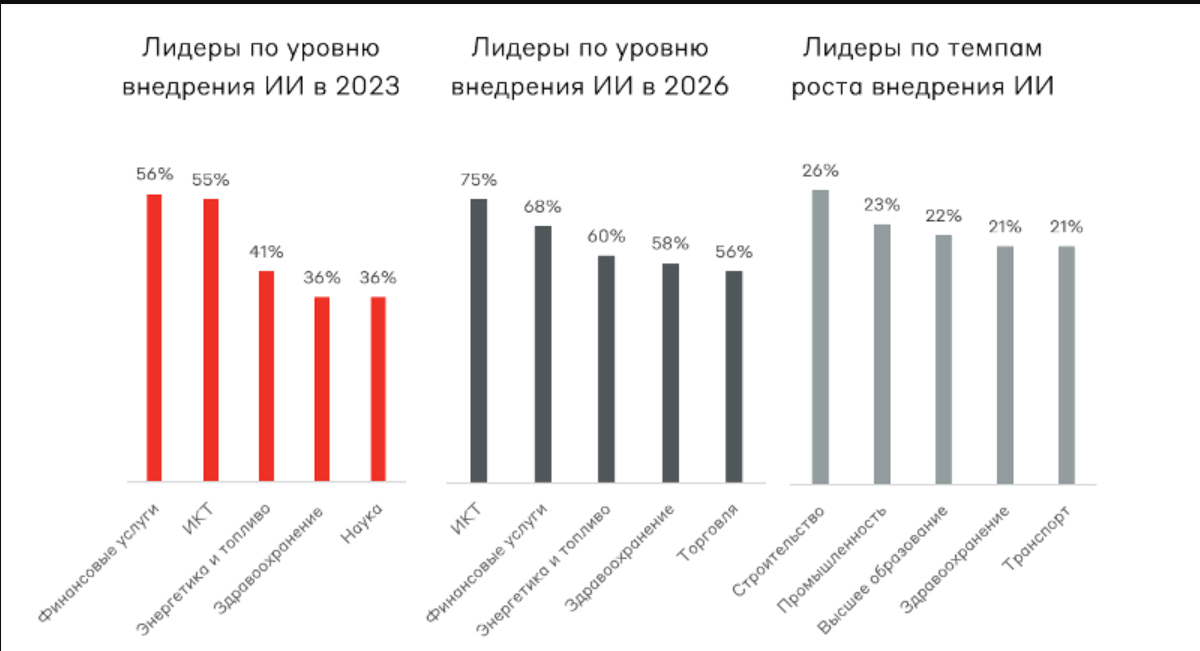 Лидеры по уровню
внедрения ИИ в 2023
56%
55%
41%
36%
36%
Финансовые услуги
ИКТ
Энергетика и топливо
Здравоохранение
Наука
Лидеры по уровню
внедрения ИИ в 2026
75%
68%
60%
58%
56%
ИКТ
Финансовые услуги
Энергетика и топливо
Здравоохранение
Торговля
Лидеры по темпам
роста внедрения ИИ
26%
23%
22%
21%
21%
Строительство
Промышленность
Высшее образование
Здравоохранение
Транспорт